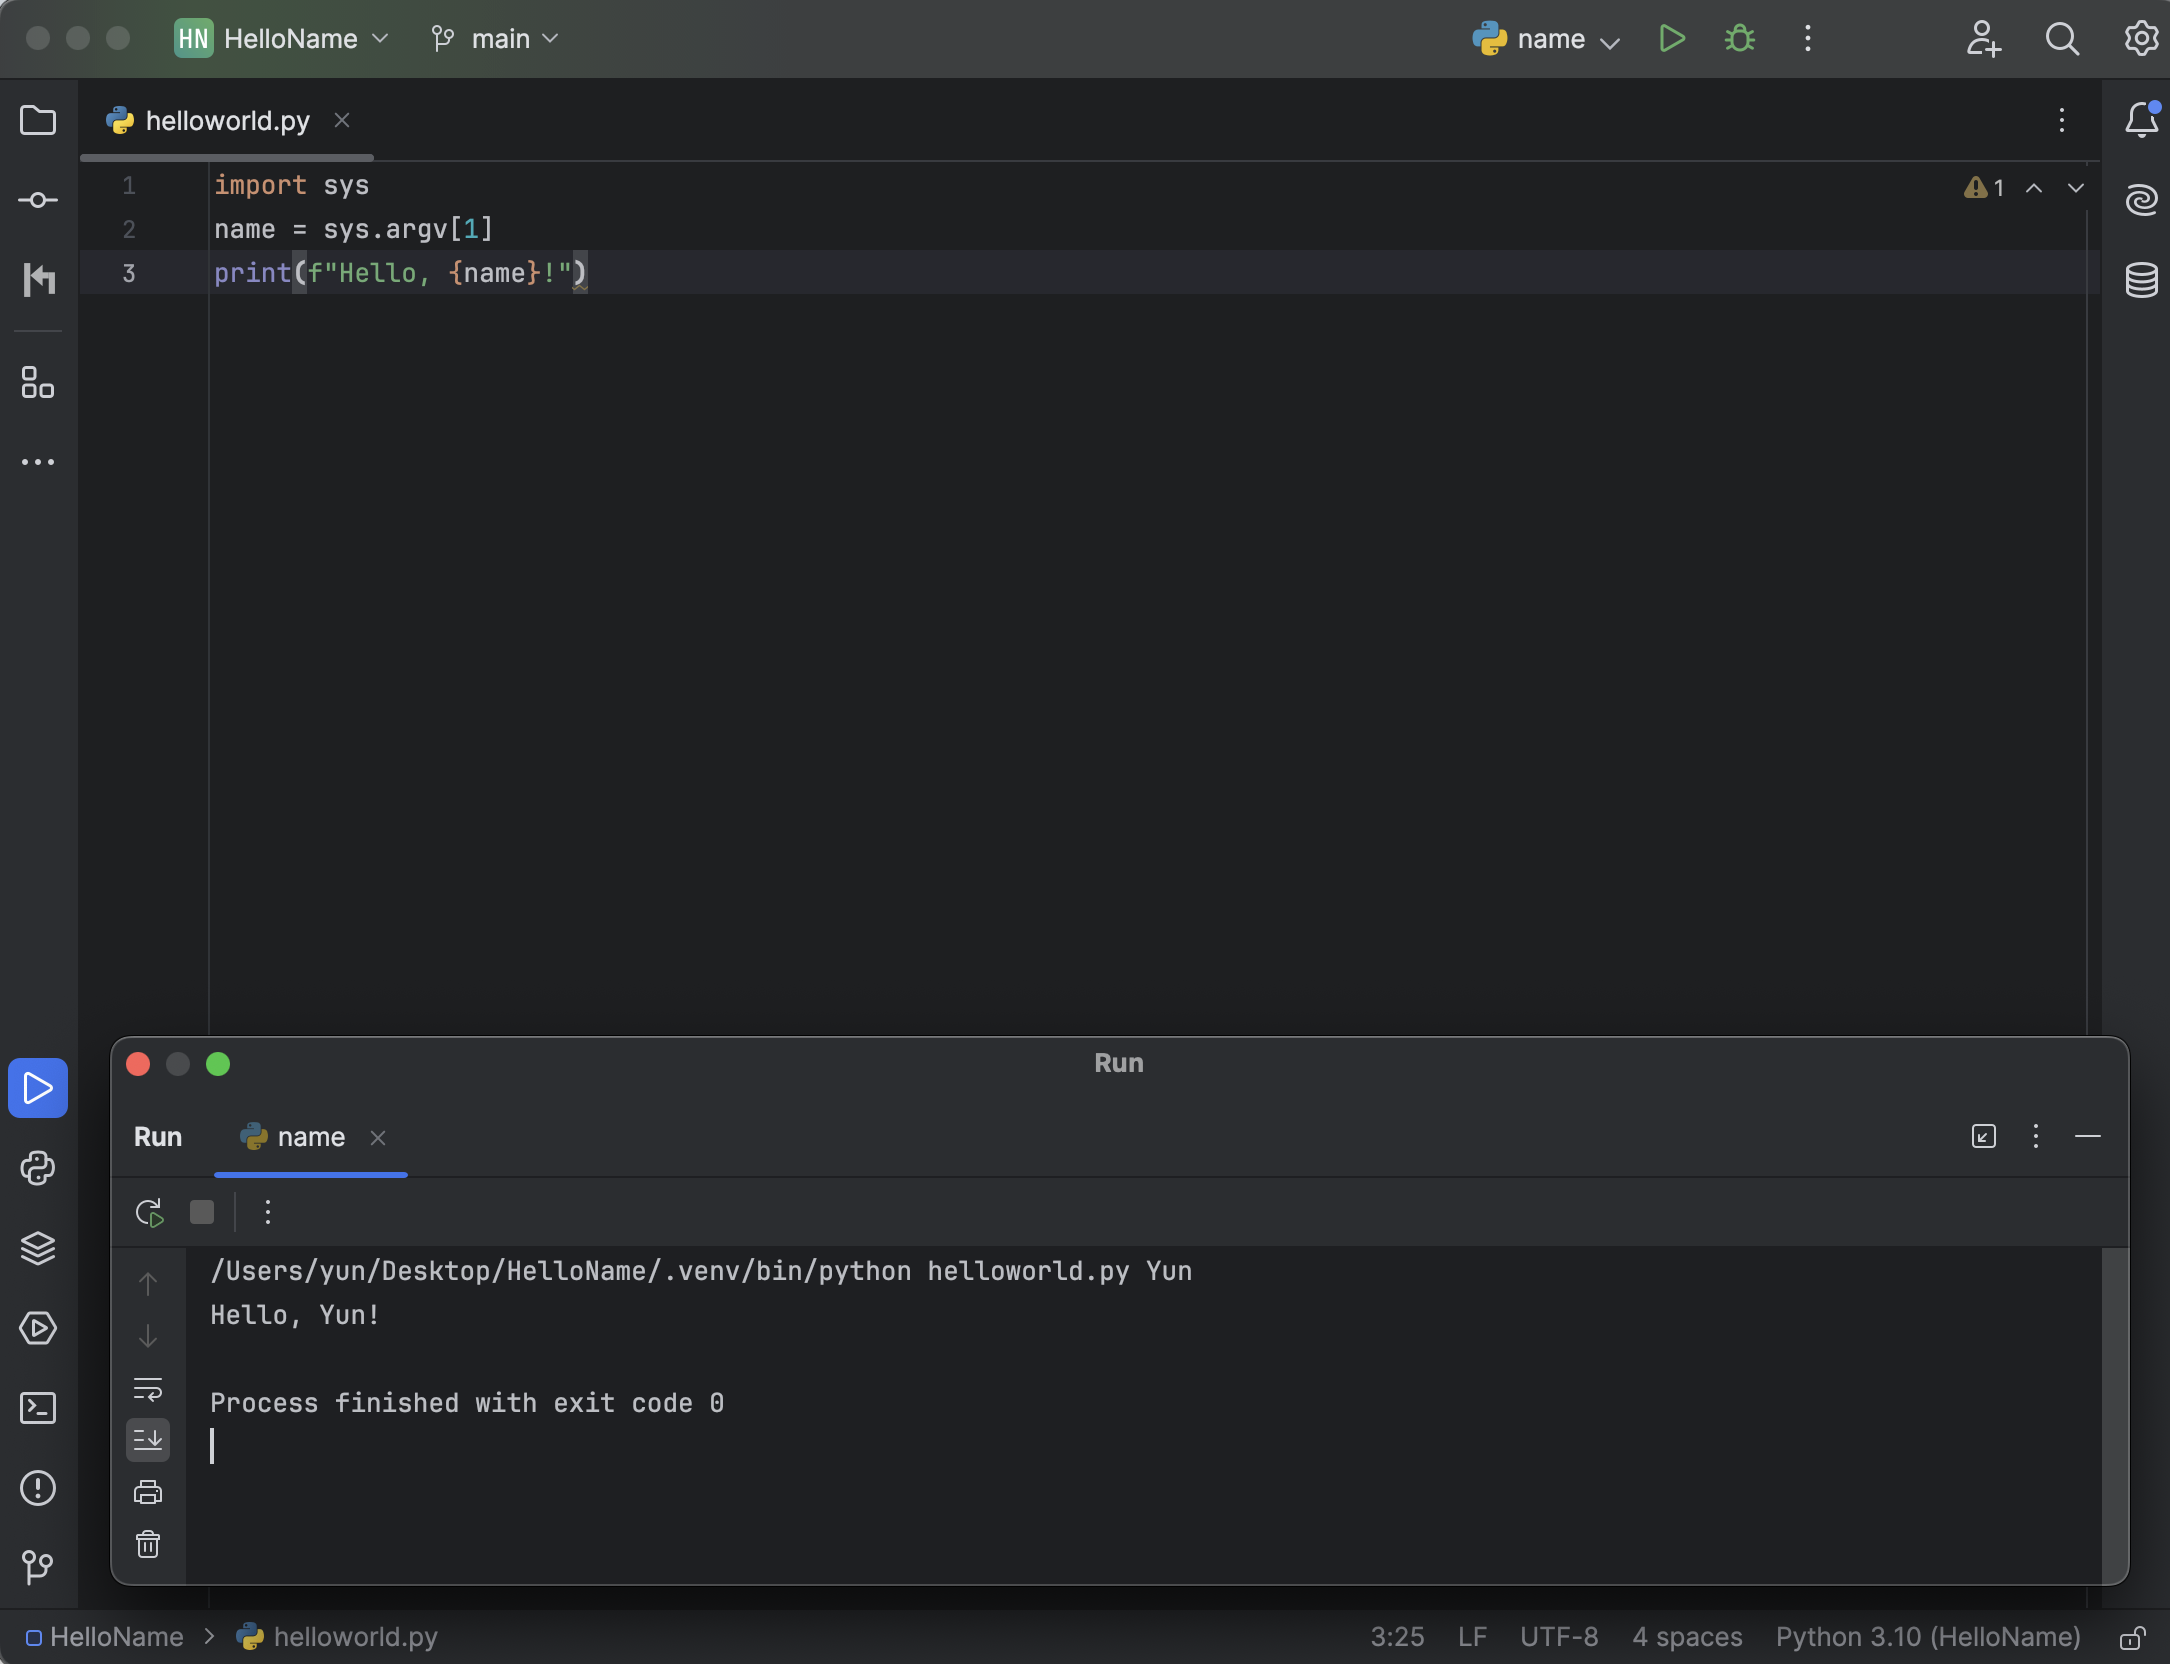 HN HelloName main name
helloworld.py
1 import sys
1
2 name = sys.argv[1]
3 print(f"Hello, {name}!")
Run
Run name
/Users/yun/Desktop/HelloName/.venv/bin/python helloworld.py Yun
Hello, Yun!
Process finished with exit code 0
HelloName helloworld.py 3:25 LF UTF-8 4 spaces Python 3.10 (HelloName)